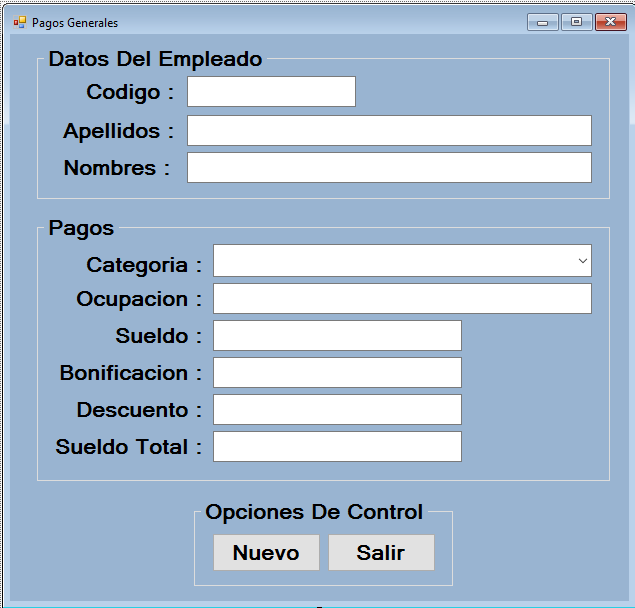 Pagos Generales
Datos Del Empleado
Codigo :
Apellidos :
Nombres :
Pagos
Categoria :
Ocupacion :
Sueldo :
Bonificacion :
Descuento :
Sueldo Total :
Opciones De Control
Nuevo Salir